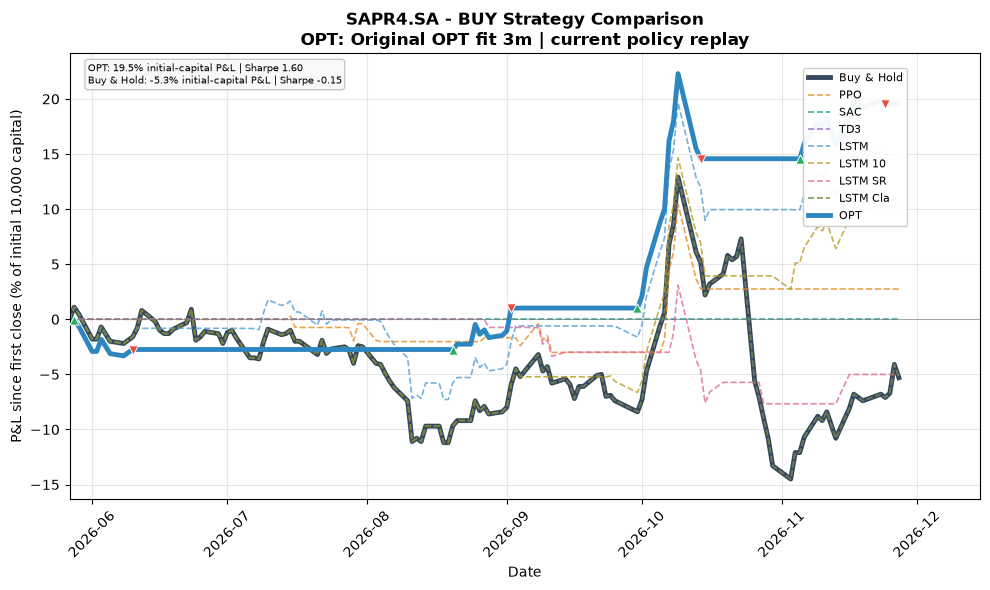 SAPR4.SA - BUY Strategy Comparison
OPT: Original OPT fit 3m | current policy replay
OPT: 19.5% initial-capital P&L | Sharpe 1.60
Buy & Hold: -5.3% initial-capital P&L | Sharpe -0.15
Buy & Hold
PPO
SAC
TD3
LSTM
LSTM 10
LSTM SR
LSTM Cla
OPT
P&L since first close (% of initial 10,000 capital)
20
15
10
5
0
−5
−10
−15
2026-06
2026-07
2026-08
2026-09
2026-10
2026-11
2026-12
Date